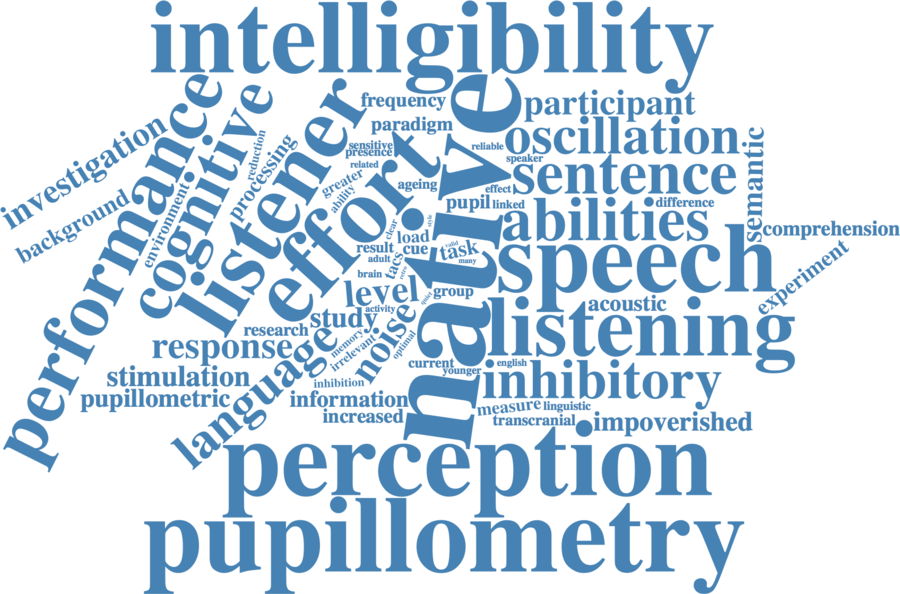 intelligibility
performance
cognitive
listener
effort
native
frequency
paradigm
participant
oscillation
sentence
abilities
speech
listening
inhibitory
investigation
background
environment
reduction
processing
sensitive
presence
related
greater
ability
ageing
reliable
speaker
effect
pupil
linked
difference
semantic
comprehension
experiment
acoustic
clear
result
load
cue
adult
tacs
brain
task
valid
many
level
group
quiet
activity
study
research
response
noise
memory
irrelevant
optimal
language
stimulation
pupillometric
inhibition
information
increased
current
younger
english
measure
linguistic
transcranial
impoverished
perception
pupillometry